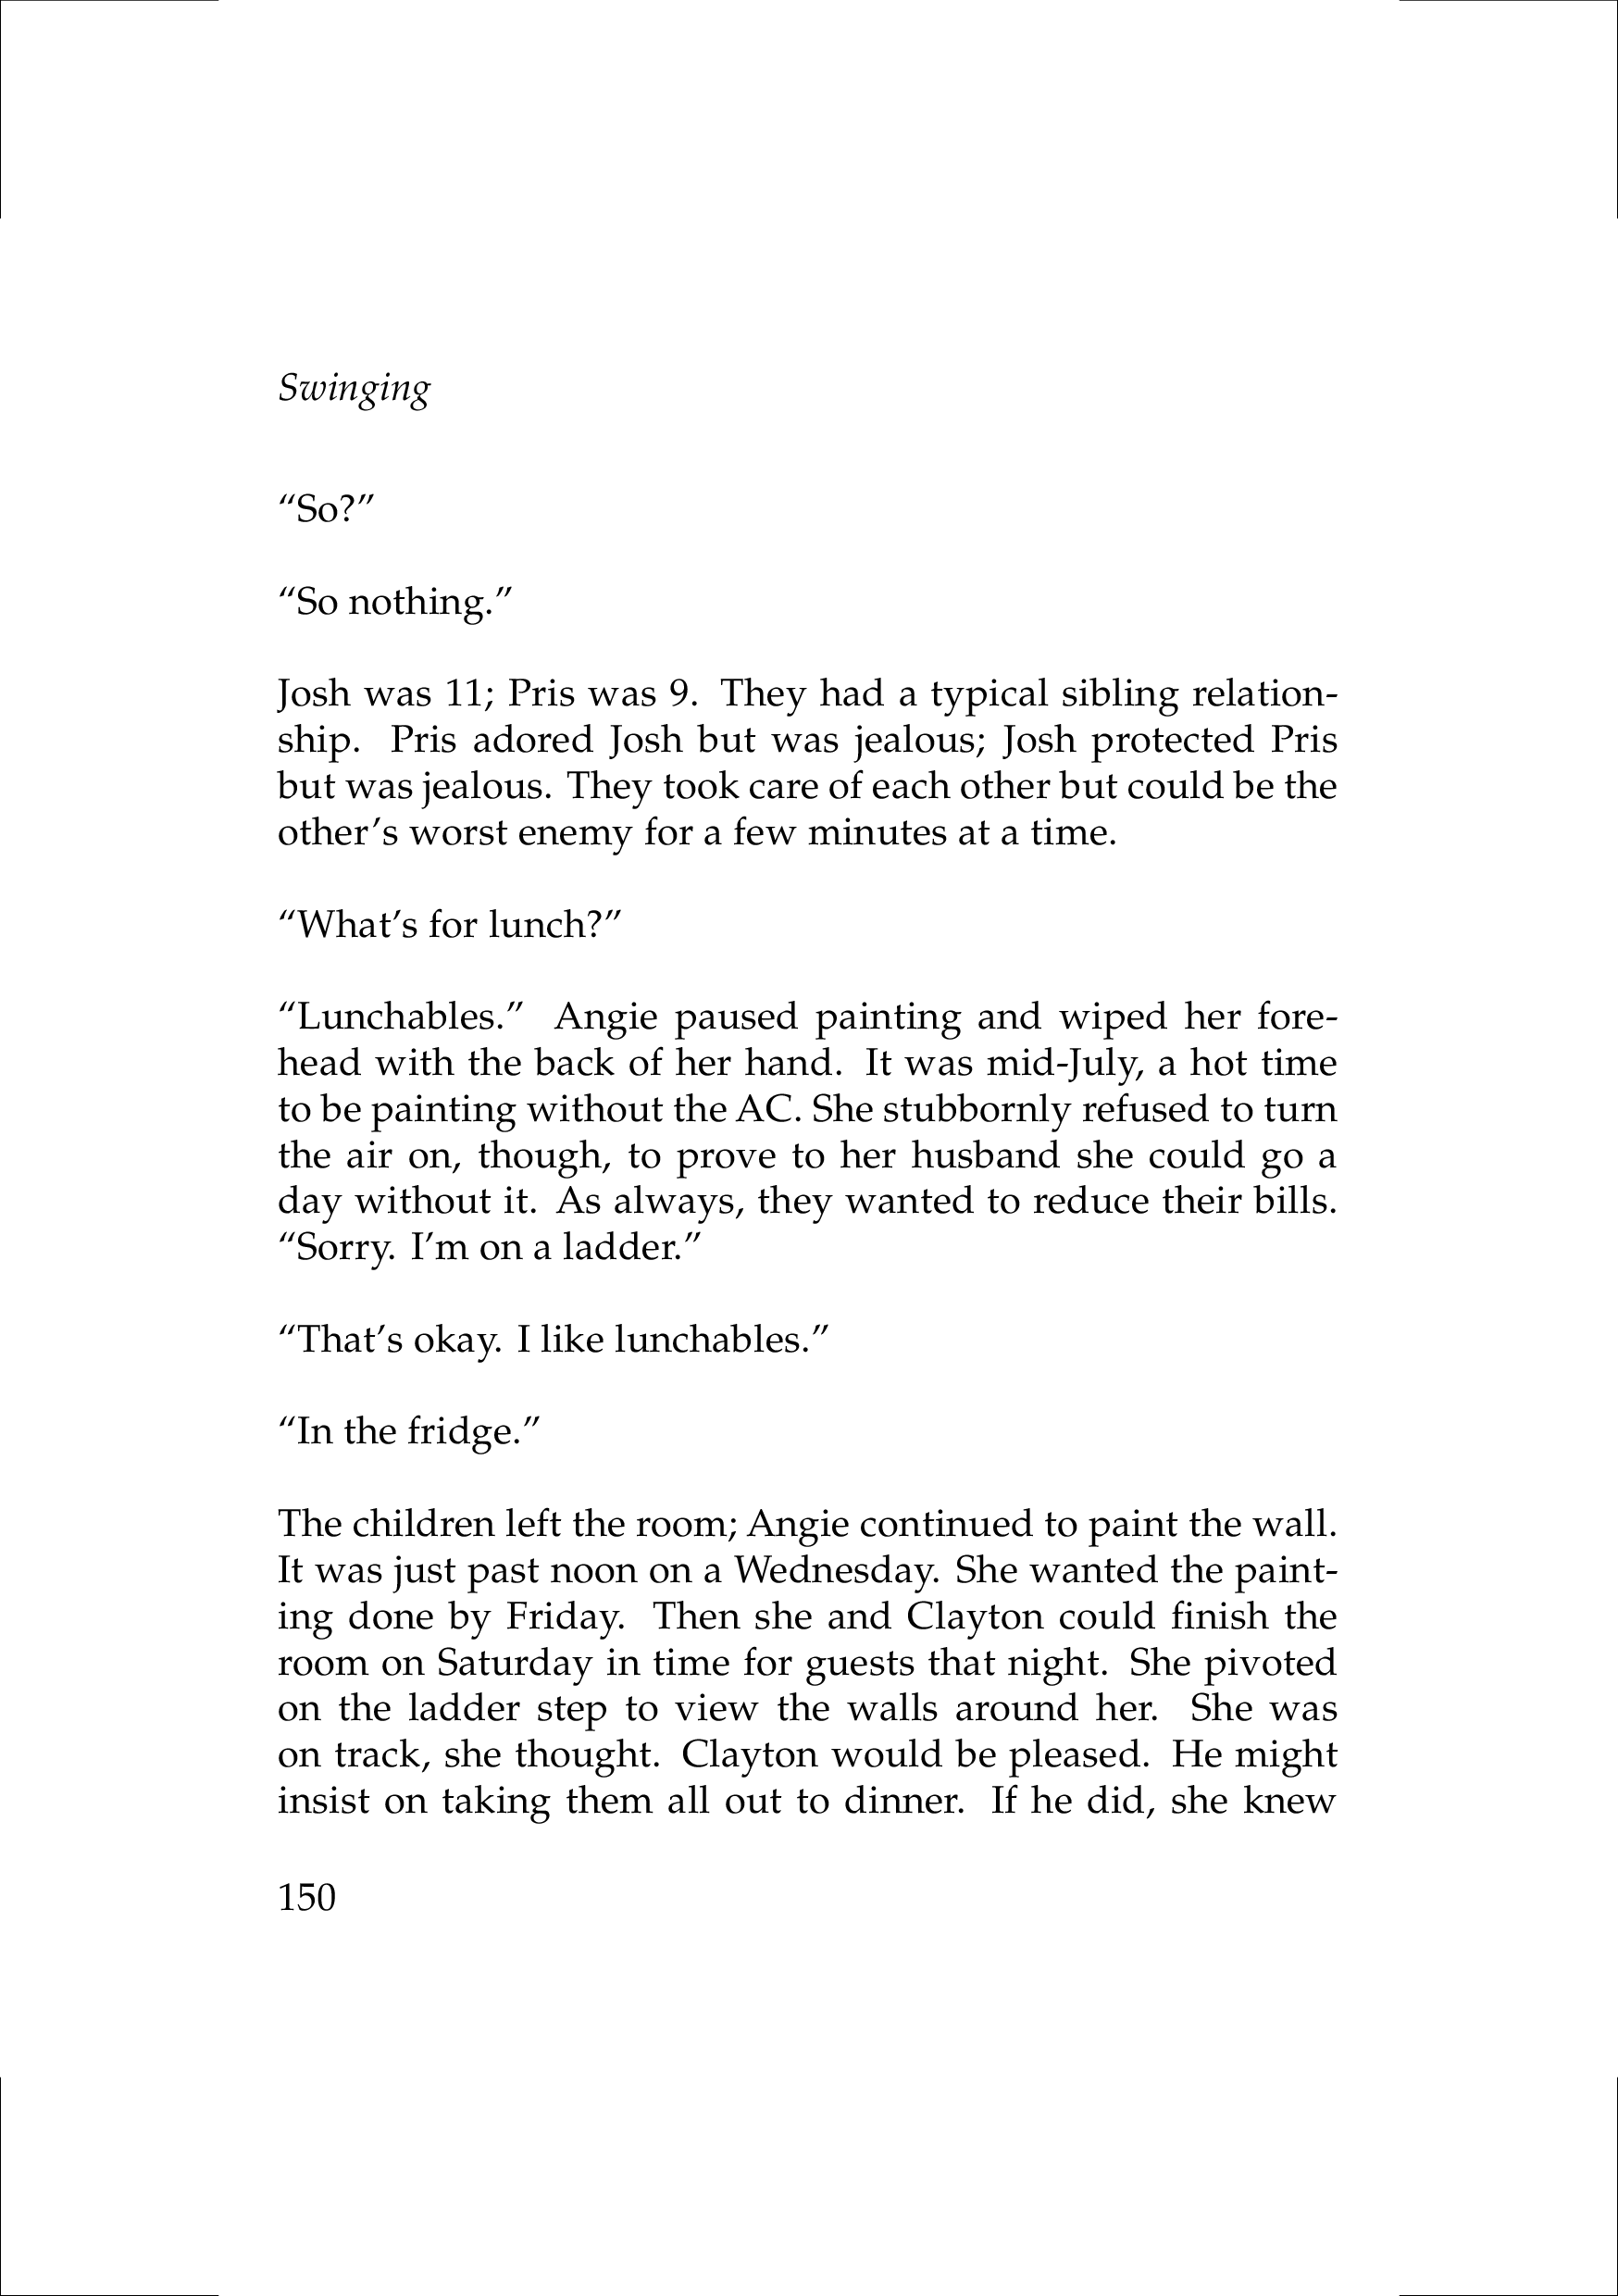 Swinging
“So?”
“So nothing.”
Josh was 11; Pris was 9. They had a typical sibling relation-
ship. Pris adored Josh but was jealous; Josh protected Pris
but was jealous. They took care of each other but could be the
other’s worst enemy for a few minutes at a time.
“What’s for lunch?”
“Lunchables.” Angie paused painting and wiped her fore-
head with the back of her hand. It was mid-July, a hot time
to be painting without the AC. She stubbornly refused to turn
the air on, though, to prove to her husband she could go a
day without it. As always, they wanted to reduce their bills.
“Sorry. I’m on a ladder.”
“That’s okay. I like lunchables.”
“In the fridge.”
The children left the room; Angie continued to paint the wall.
It was just past noon on a Wednesday. She wanted the paint-
ing done by Friday. Then she and Clayton could finish the
room on Saturday in time for guests that night. She pivoted
on the ladder step to view the walls around her. She was
on track, she thought. Clayton would be pleased. He might
insist on taking them all out to dinner. If he did, she knew
150